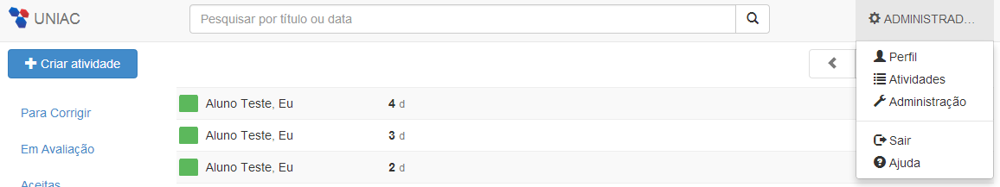 UNIAC
Pesquisar por título ou data
ADMINISTRAD...
Criar atividade
Perfil
Atividades
Administração
Sair
Ajuda
Para Corrigir
Em Avaliação
Aceitas
Aluno Teste, Eu 4 d
Aluno Teste, Eu 3 d
Aluno Teste, Eu 2 d